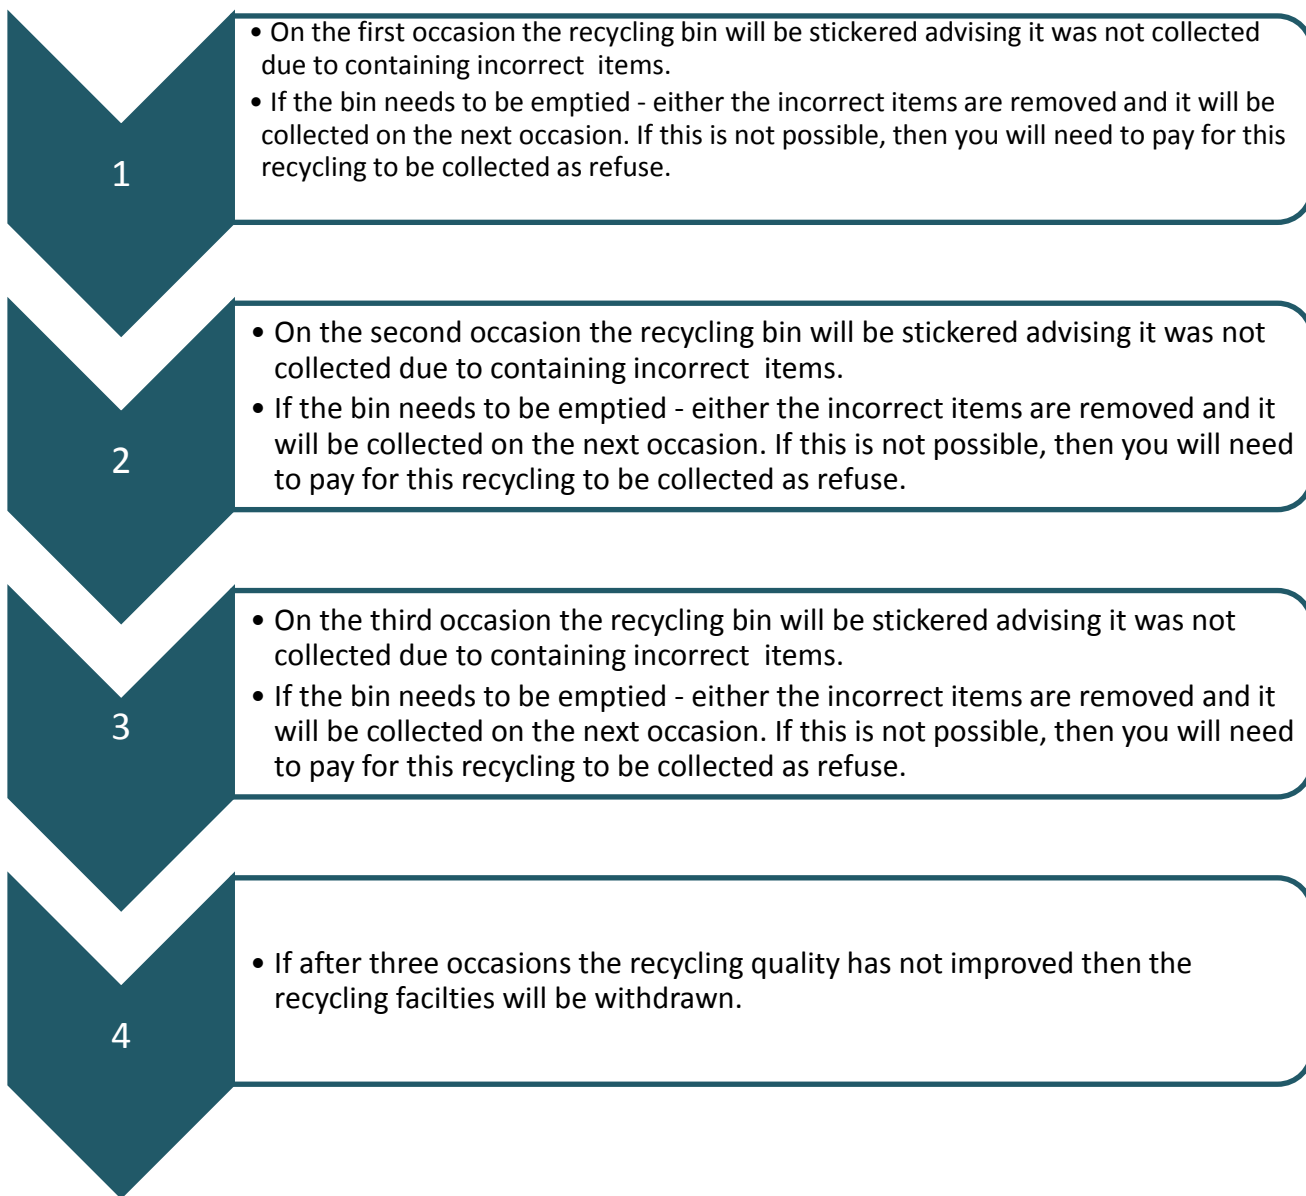 1
• On the first occasion the recycling bin will be stickered advising it was not collected
due to containing incorrect  items.
• If the bin needs to be emptied - either the incorrect items are removed and it will be
collected on the next occasion. If this is not possible, then you will need to pay for this
recycling to be collected as refuse.
2
• On the second occasion the recycling bin will be stickered advising it was not
collected due to containing incorrect  items.
• If the bin needs to be emptied - either the incorrect items are removed and it
will be collected on the next occasion. If this is not possible, then you will need
to pay for this recycling to be collected as refuse.
3
• On the third occasion the recycling bin will be stickered advising it was not
collected due to containing incorrect  items.
• If the bin needs to be emptied - either the incorrect items are removed and it
will be collected on the next occasion. If this is not possible, then you will need
to pay for this recycling to be collected as refuse.
4
• If after three occasions the recycling quality has not improved then the
recycling facilties will be withdrawn.